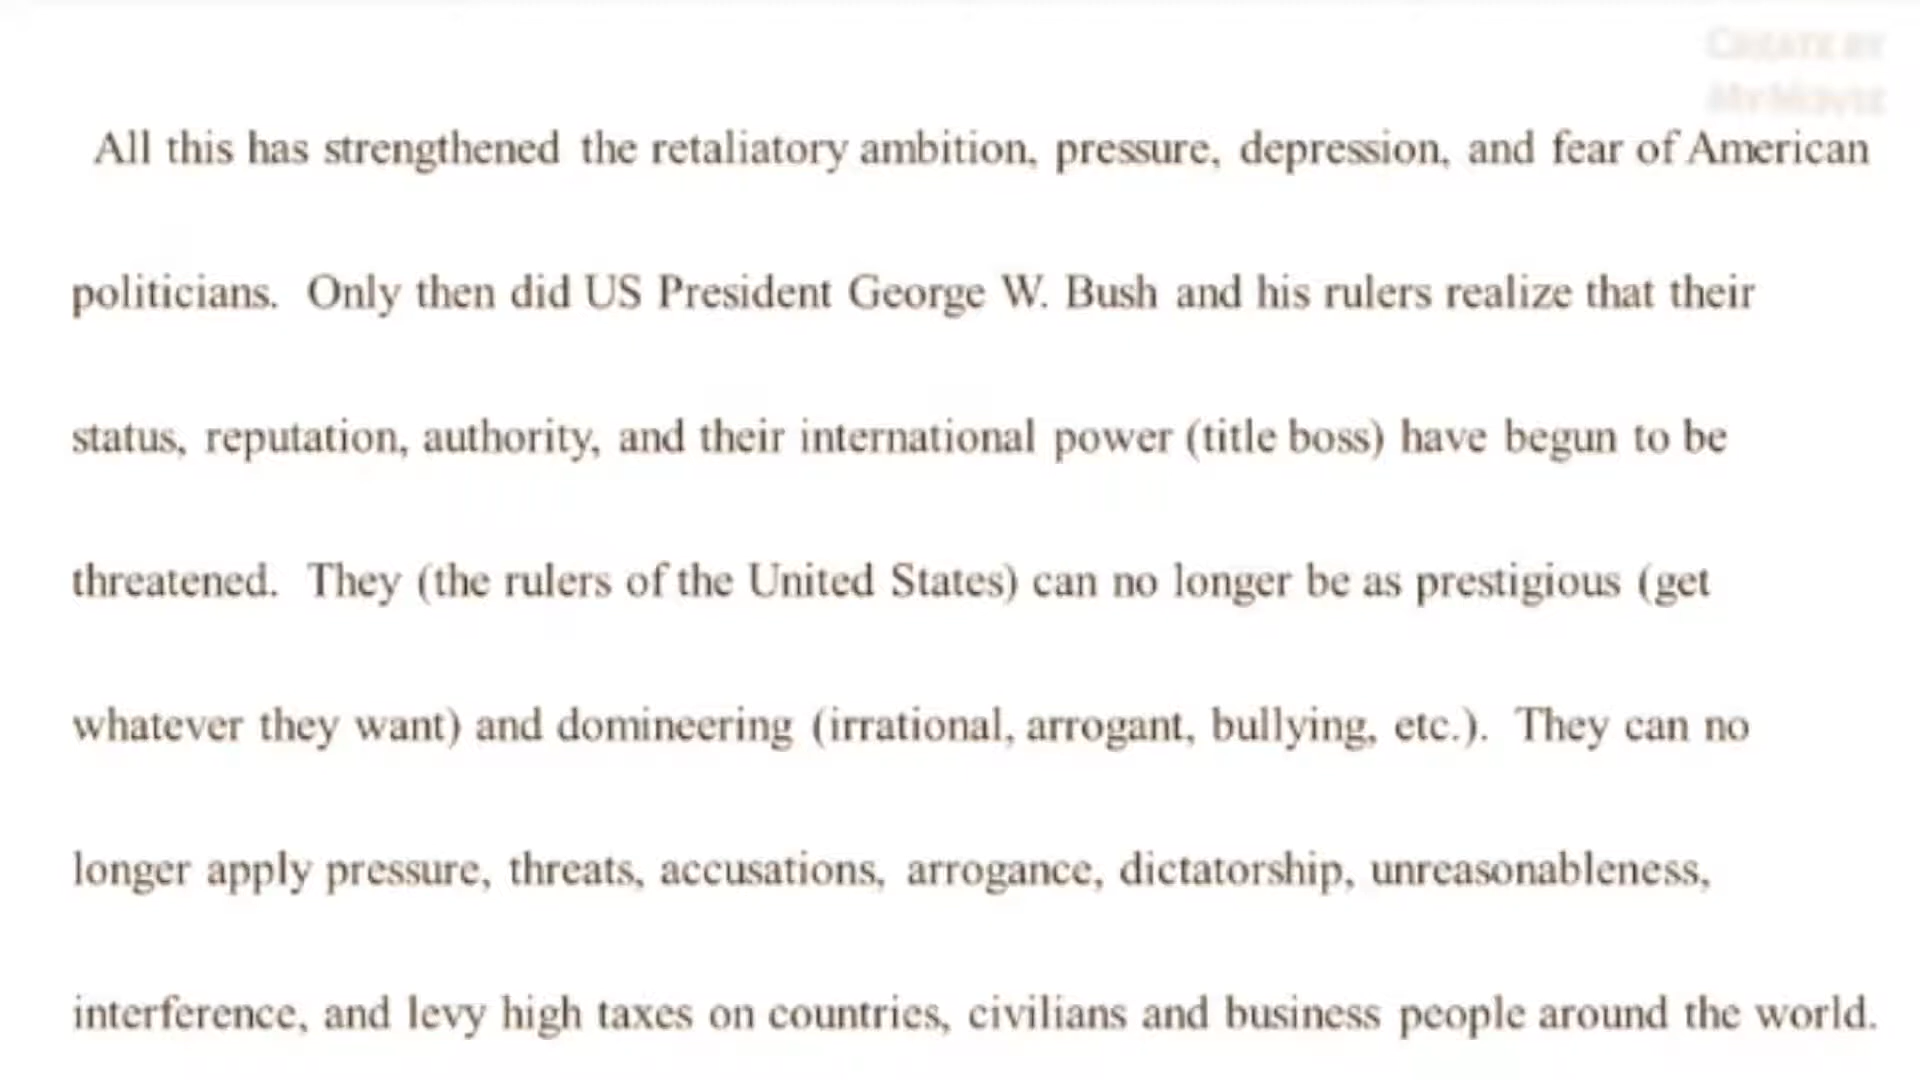 CREATE BY
MYMOVIE
All this has strengthened the retaliatory ambition, pressure, depression, and fear of American
politicians. Only then did US President George W. Bush and his rulers realize that their
status, reputation, authority, and their international power (title boss) have begun to be
threatened. They (the rulers of the United States) can no longer be as prestigious (get
whatever they want) and domineering (irrational, arrogant, bullying, etc.). They can no
longer apply pressure, threats, accusations, arrogance, dictatorship, unreasonableness,
interference, and levy high taxes on countries, civilians and business people around the world.